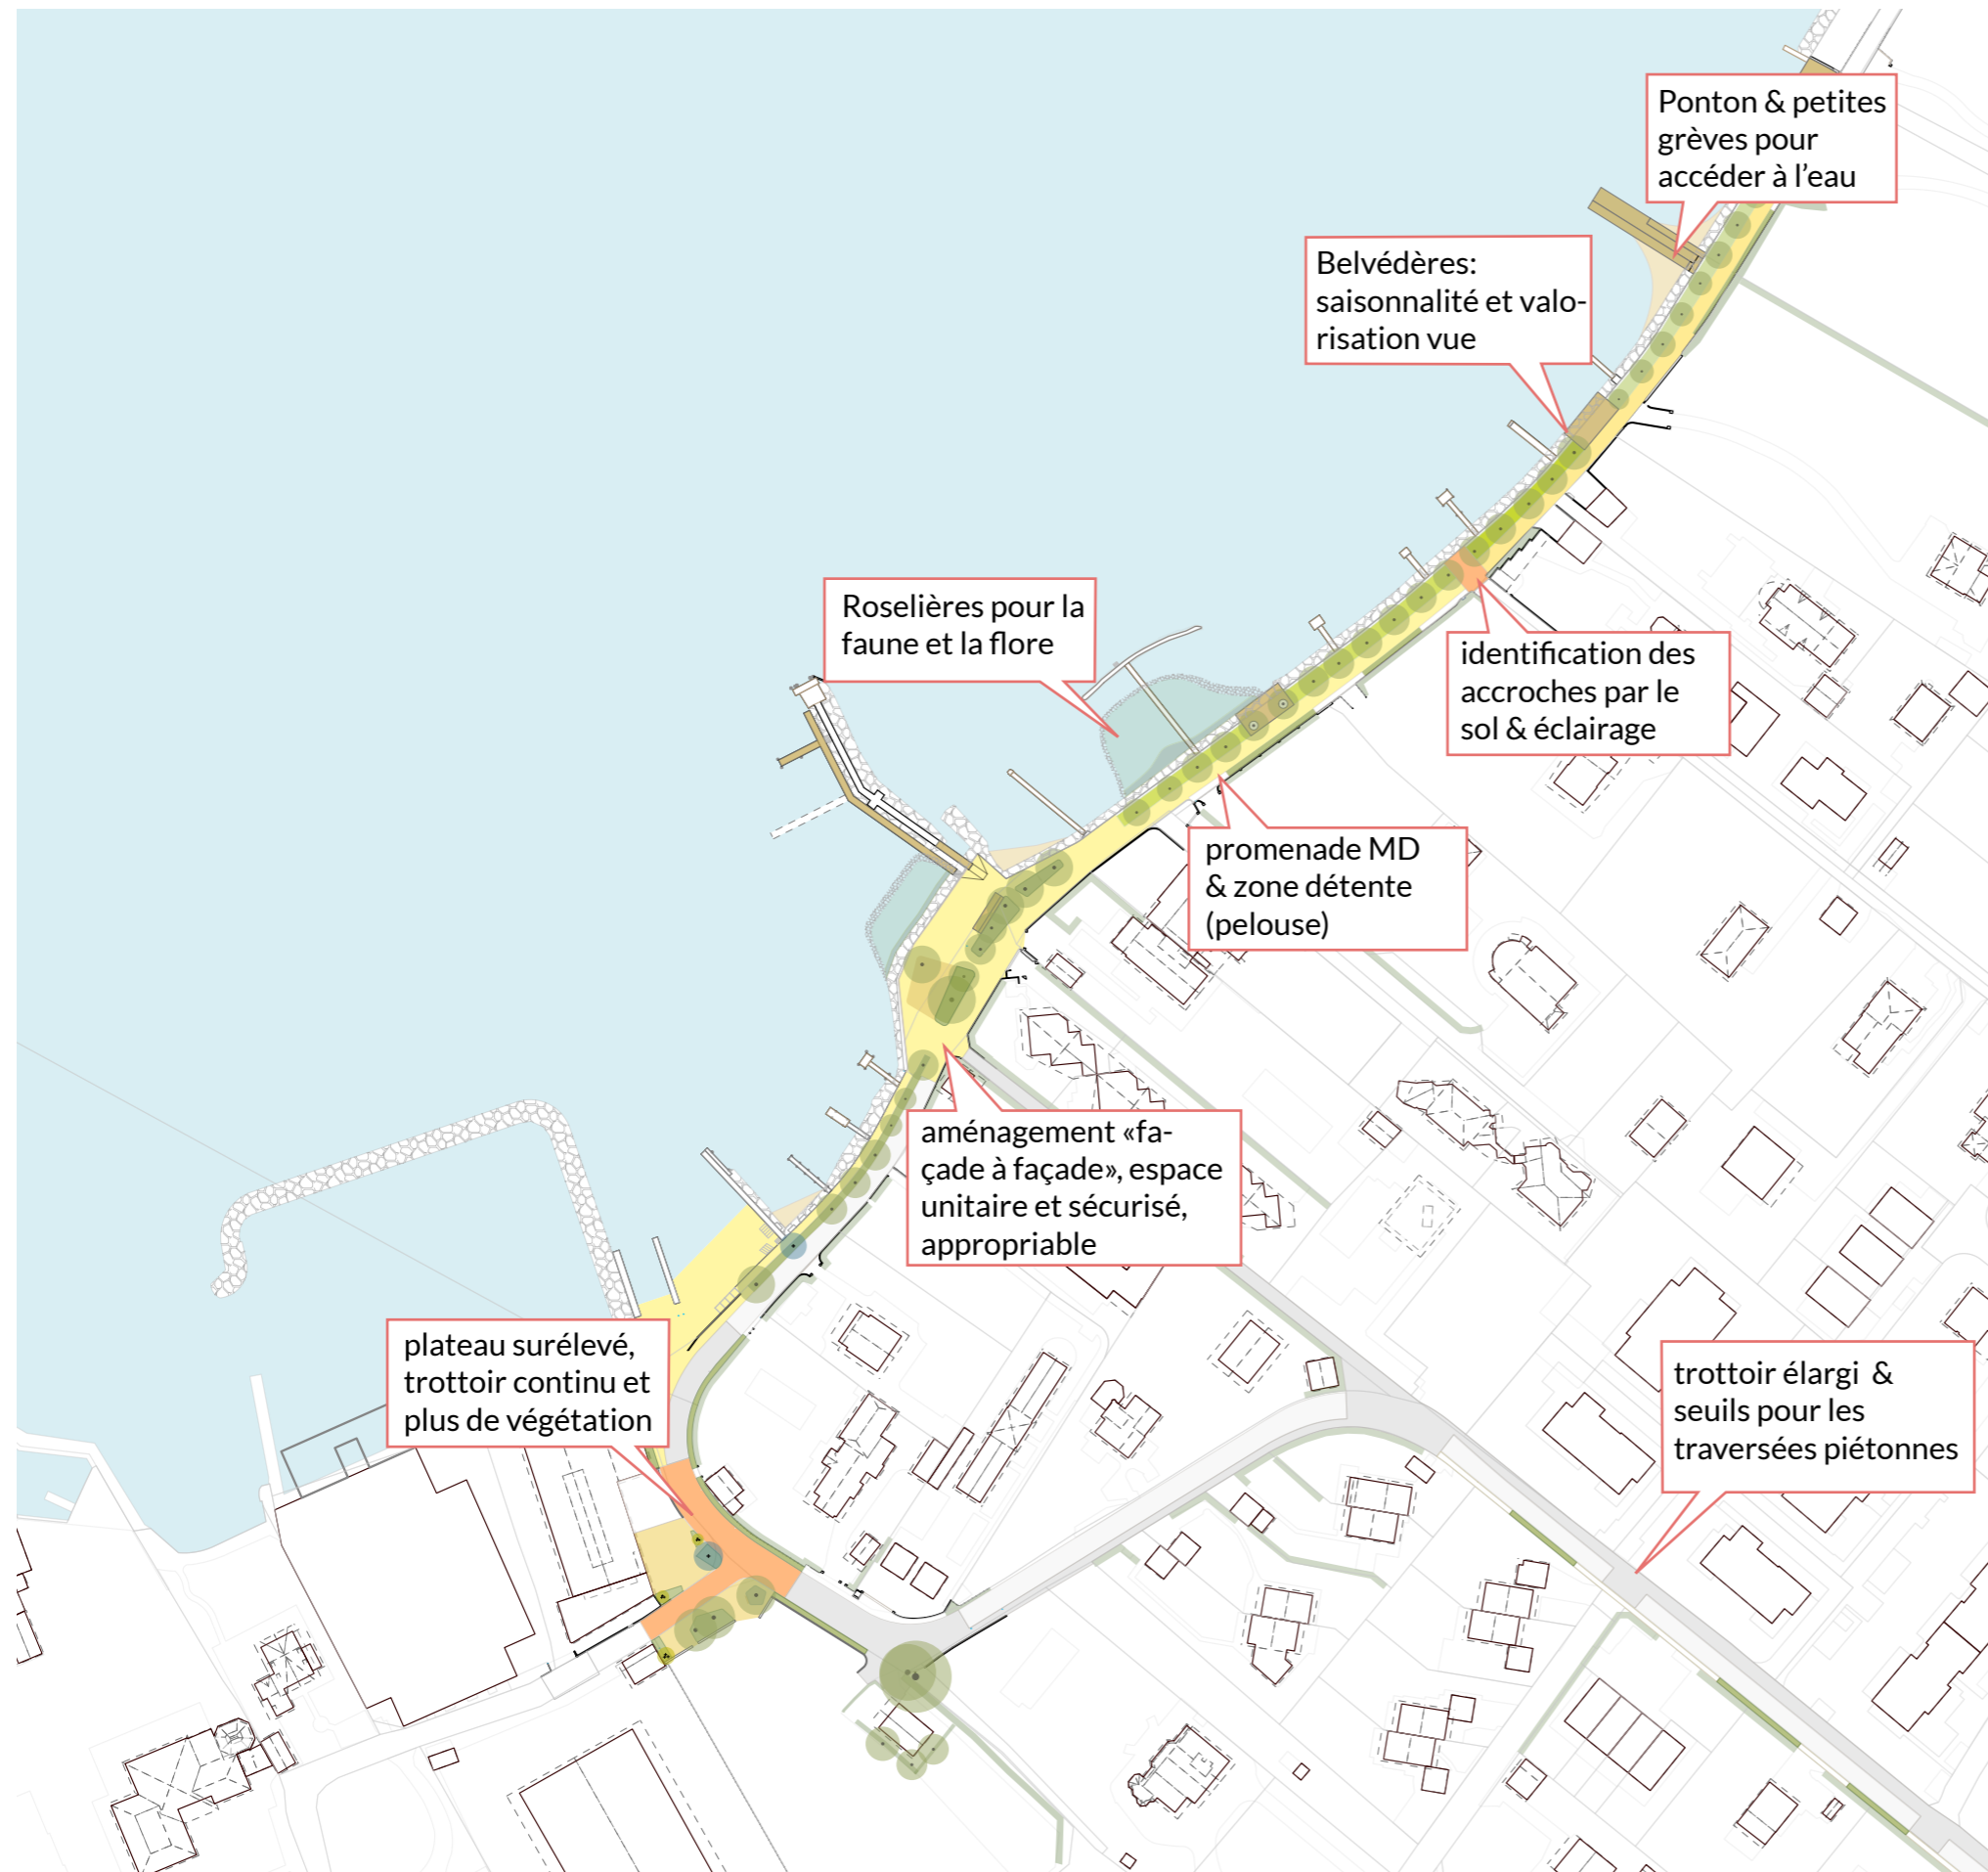 Ponton & petites
grèves pour
accéder à l’eau
Belvédères:
saisonnalité et valo-
risation vue
Roselières pour la
faune et la flore
identification des
accroches par le
sol & éclairage
promenade MD
& zone détente
(pelouse)
aménagement «fa-
çade à façade», espace
unitaire et sécurisé,
appropriable
plateau surélevé,
trottoir continu et
plus de végétation
trottoir élargi &
seuils pour les
traversées piétonnes